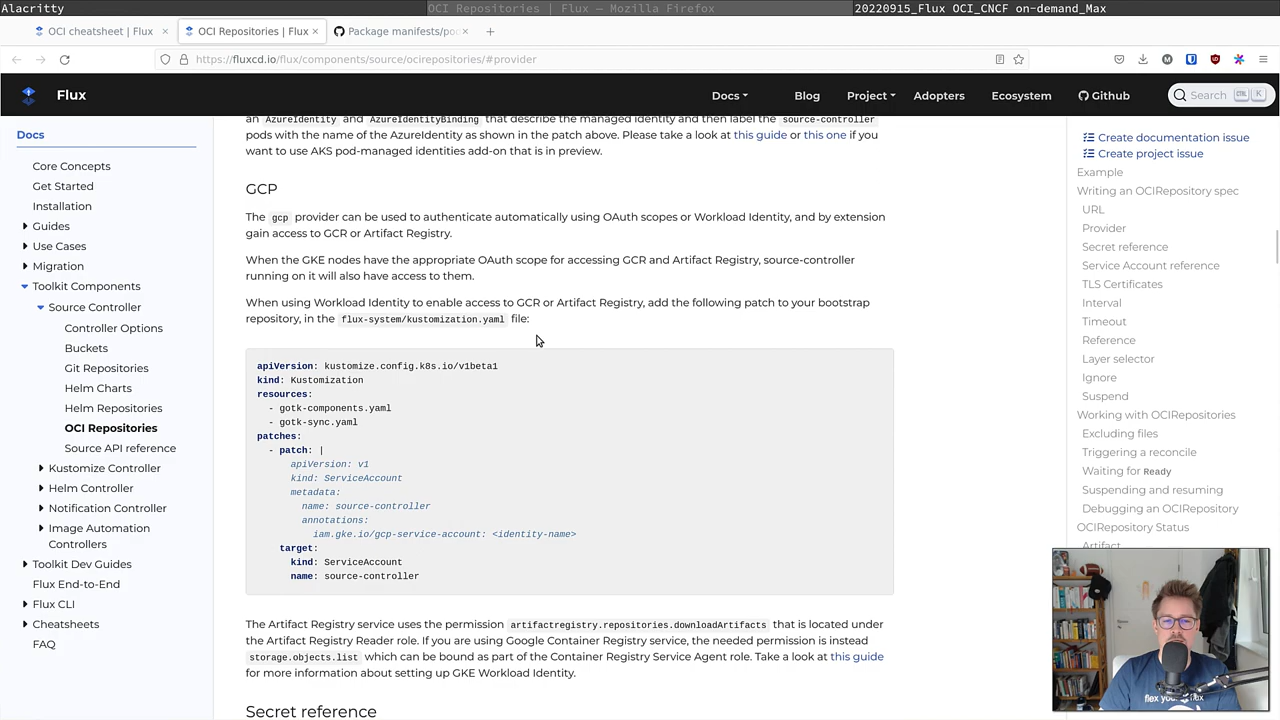 Alacritty
OCI Repositories | Flux — Mozilla Firefox
20220915_Flux OCI_CNCF on-demand_Max
OCI cheatsheet | Flux ×
OCI Repositories | Flux ×
Package manifests/po ×
https://fluxcd.io/flux/components/source/ocirepositories/#provider
Flux
Docs
Blog
Project
Adopters
Ecosystem
Github
Search CTRL K
Docs
Core Concepts
Get Started
Installation
Guides
Use Cases
Migration
Toolkit Components
Source Controller
Controller Options
Buckets
Git Repositories
Helm Charts
Helm Repositories
OCI Repositories
Source API reference
Kustomize Controller
Helm Controller
Notification Controller
Image Automation
Controllers
Toolkit Dev Guides
Flux End-to-End
Flux CLI
Cheatsheets
FAQ
an AzureIdentity and AzureIdentityBinding that describe the managed identity and then label the source-controller
pods with the name of the AzureIdentity as shown in the patch above. Please take a look at this guide or this one if you
want to use AKS pod-managed identities add-on that is in preview.
GCP
The gcp provider can be used to authenticate automatically using OAuth scopes or Workload Identity, and by extension
gain access to GCR or Artifact Registry.
When the GKE nodes have the appropriate OAuth scope for accessing GCR and Artifact Registry, source-controller
running on it will also have access to them.
When using Workload Identity to enable access to GCR or Artifact Registry, add the following patch to your bootstrap
repository, in the flux-system/kustomization.yaml file:
apiVersion: kustomize.config.k8s.io/v1beta1
kind: Kustomization
resources:
- gotk-components.yaml
- gotk-sync.yaml
patches:
- patch: |
apiVersion: v1
kind: ServiceAccount
metadata:
name: source-controller
annotations:
iam.gke.io/gcp-service-account: <identity-name>
target:
kind: ServiceAccount
name: source-controller
The Artifact Registry service uses the permission artifactregistry.repositories.downloadArtifacts that is located under
the Artifact Registry Reader role. If you are using Google Container Registry service, the needed permission is instead
storage.objects.list which can be bound as part of the Container Registry Service Agent role. Take a look at this guide
for more information about setting up GKE Workload Identity.
Secret reference
Create documentation issue
Create project issue
Example
Writing an OCIRepository spec
URL
Provider
Secret reference
Service Account reference
TLS Certificates
Interval
Timeout
Reference
Layer selector
Ignore
Suspend
Working with OCIRepositories
Excluding files
Triggering a reconcile
Waiting for Ready
Suspending and resuming
Debugging an OCIRepository
OCIRepository Status
Artifact